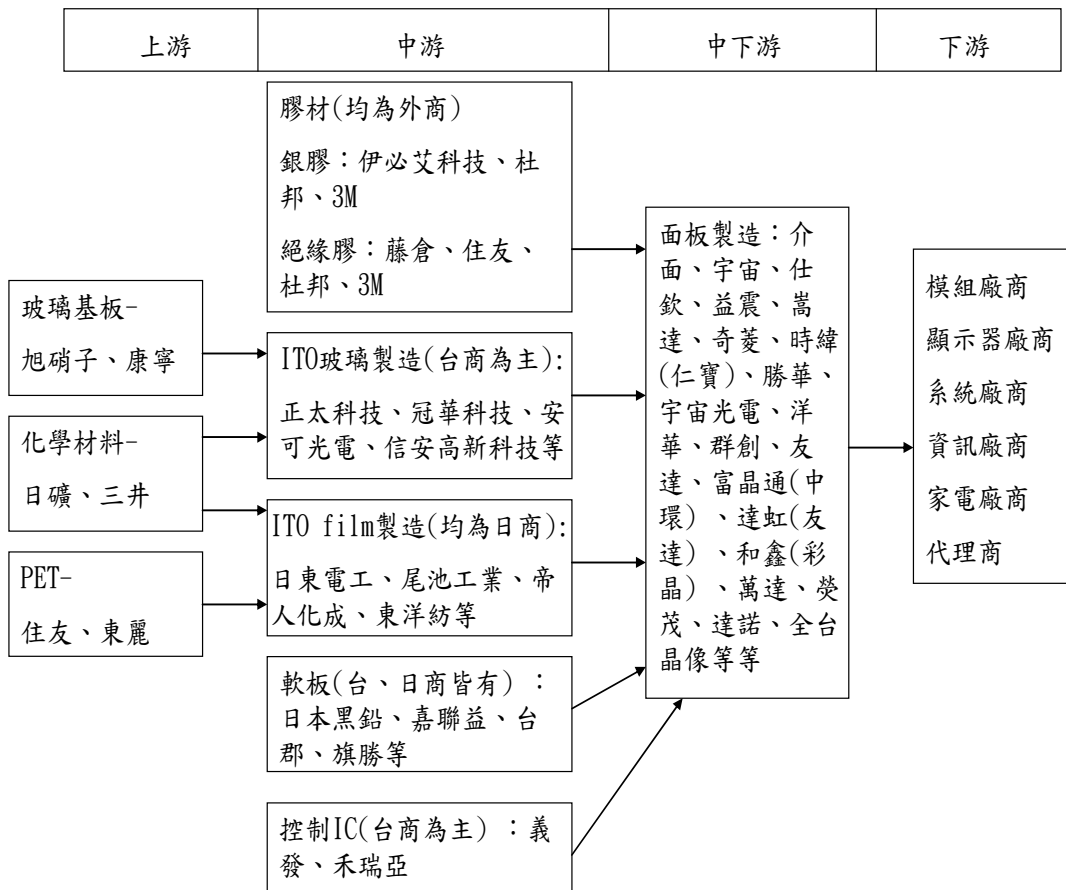 上游 中游 中下游 下游
玻璃基板-
旭硝子、康寧
化學材料-
日礦、三井
PET-
住友、東麗
膠材(均為外商)
銀膠：伊必艾科技、杜
邦、3M
絕緣膠：藤倉、住友、
杜邦、3M
ITO玻璃製造(台商為主):
正太科技、冠華科技、安
可光電、信安高新科技等
ITO film製造(均為日商):
日東電工、尾池工業、帝
人化成、東洋紡等
軟板(台、日商皆有)：
日本黑鉛、嘉聯益、台
郡、旗勝等
控制IC(台商為主)：義
發、禾瑞亞
面板製造：介
面、宇宙、仕
欽、益震、嵩
達、奇菱、時緯
(仁寶)、勝華、
宇宙光電、洋
華、群創、友
達、富晶通(中
環)、達虹(友
達)、和鑫(彩
晶)、萬達、熒
茂、達諾、全台
晶像等等
模組廠商
顯示器廠商
系統廠商
資訊廠商
家電廠商
代理商